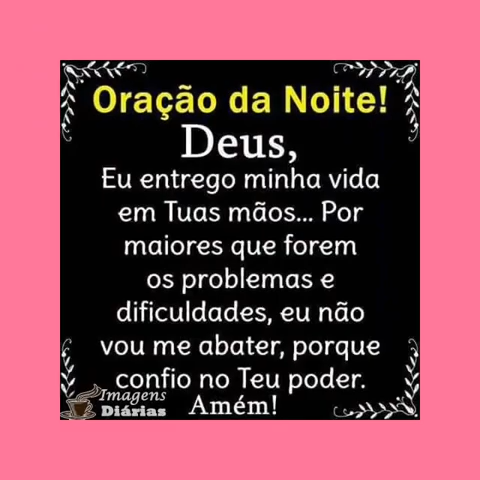 Oração da Noite!
Deus,
Eu entrego minha vida
em Tuas mãos... Por
maiores que forem
os problemas e
dificuldades, eu não
vou me abater, porque
confio no Teu poder.
Amém!
Imagens
Diárias